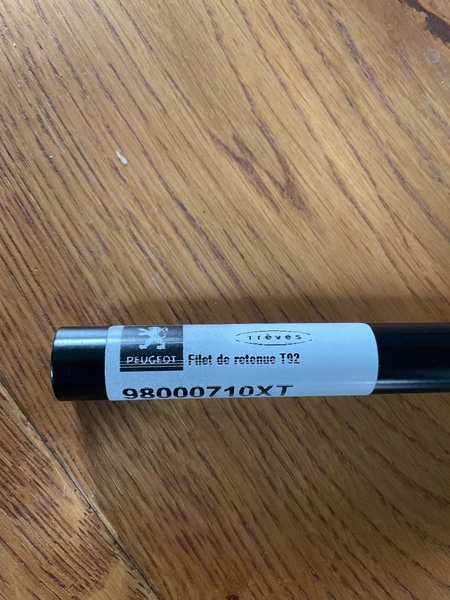 Trèves
PEUGEOT Filet de retenue T92
98000710XT